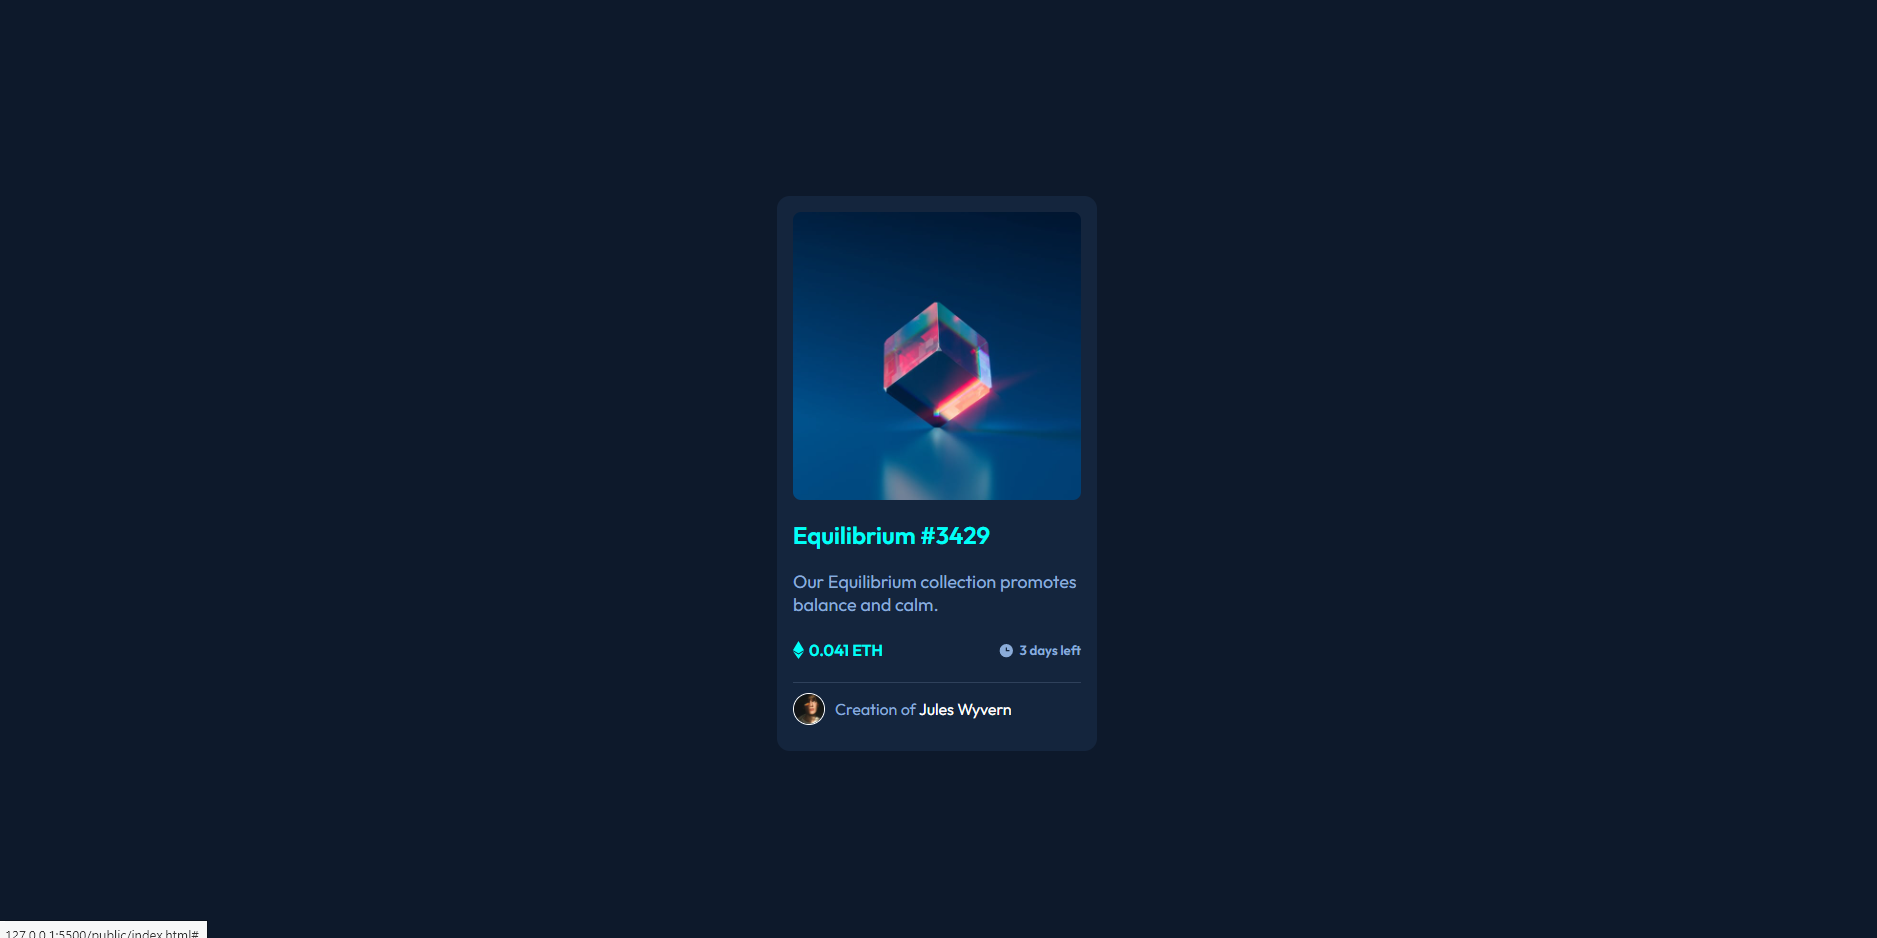 Equilibrium #3429
Our Equilibrium collection promotes
balance and calm.
0.041 ETH
3 days left
Creation of Jules Wyvern
127.0.0.1:5500/public/index.html#